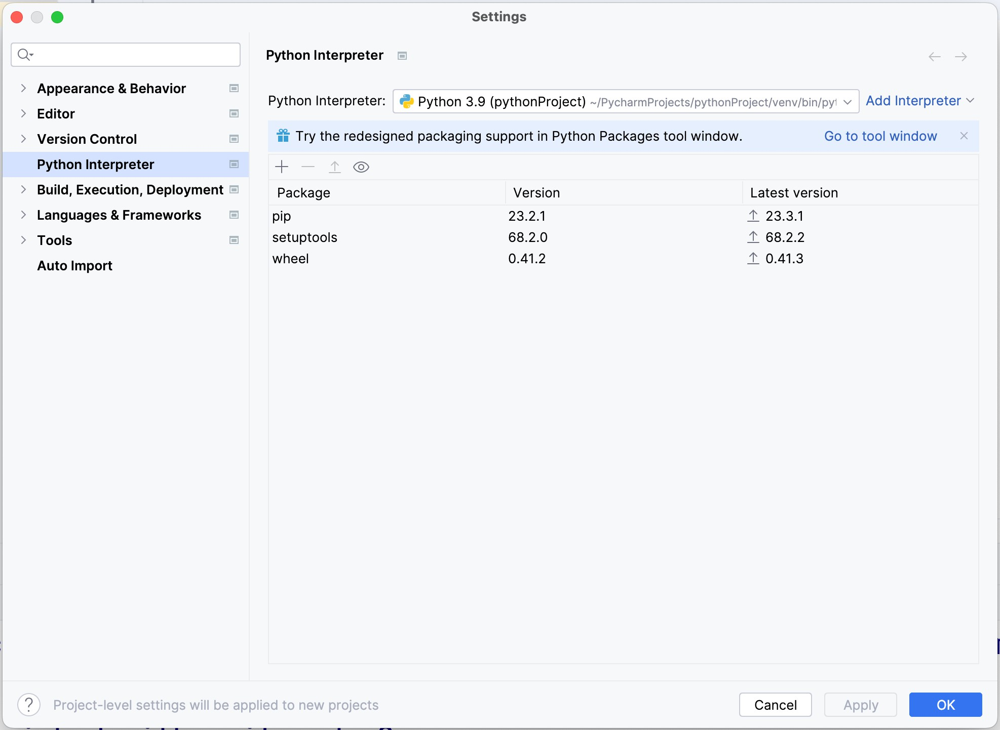 Settings
Python Interpreter
Appearance & Behavior
Editor
Version Control
Python Interpreter
Build, Execution, Deployment
Languages & Frameworks
Tools
Auto Import
Python Interpreter: Python 3.9 (pythonProject) ~/PycharmProjects/pythonProject/venv/bin/pyt Add Interpreter
Try the redesigned packaging support in Python Packages tool window. Go to tool window
Package Version Latest version
pip 23.2.1 23.3.1
setuptools 68.2.0 68.2.2
wheel 0.41.2 0.41.3
? Project-level settings will be applied to new projects
Cancel Apply OK